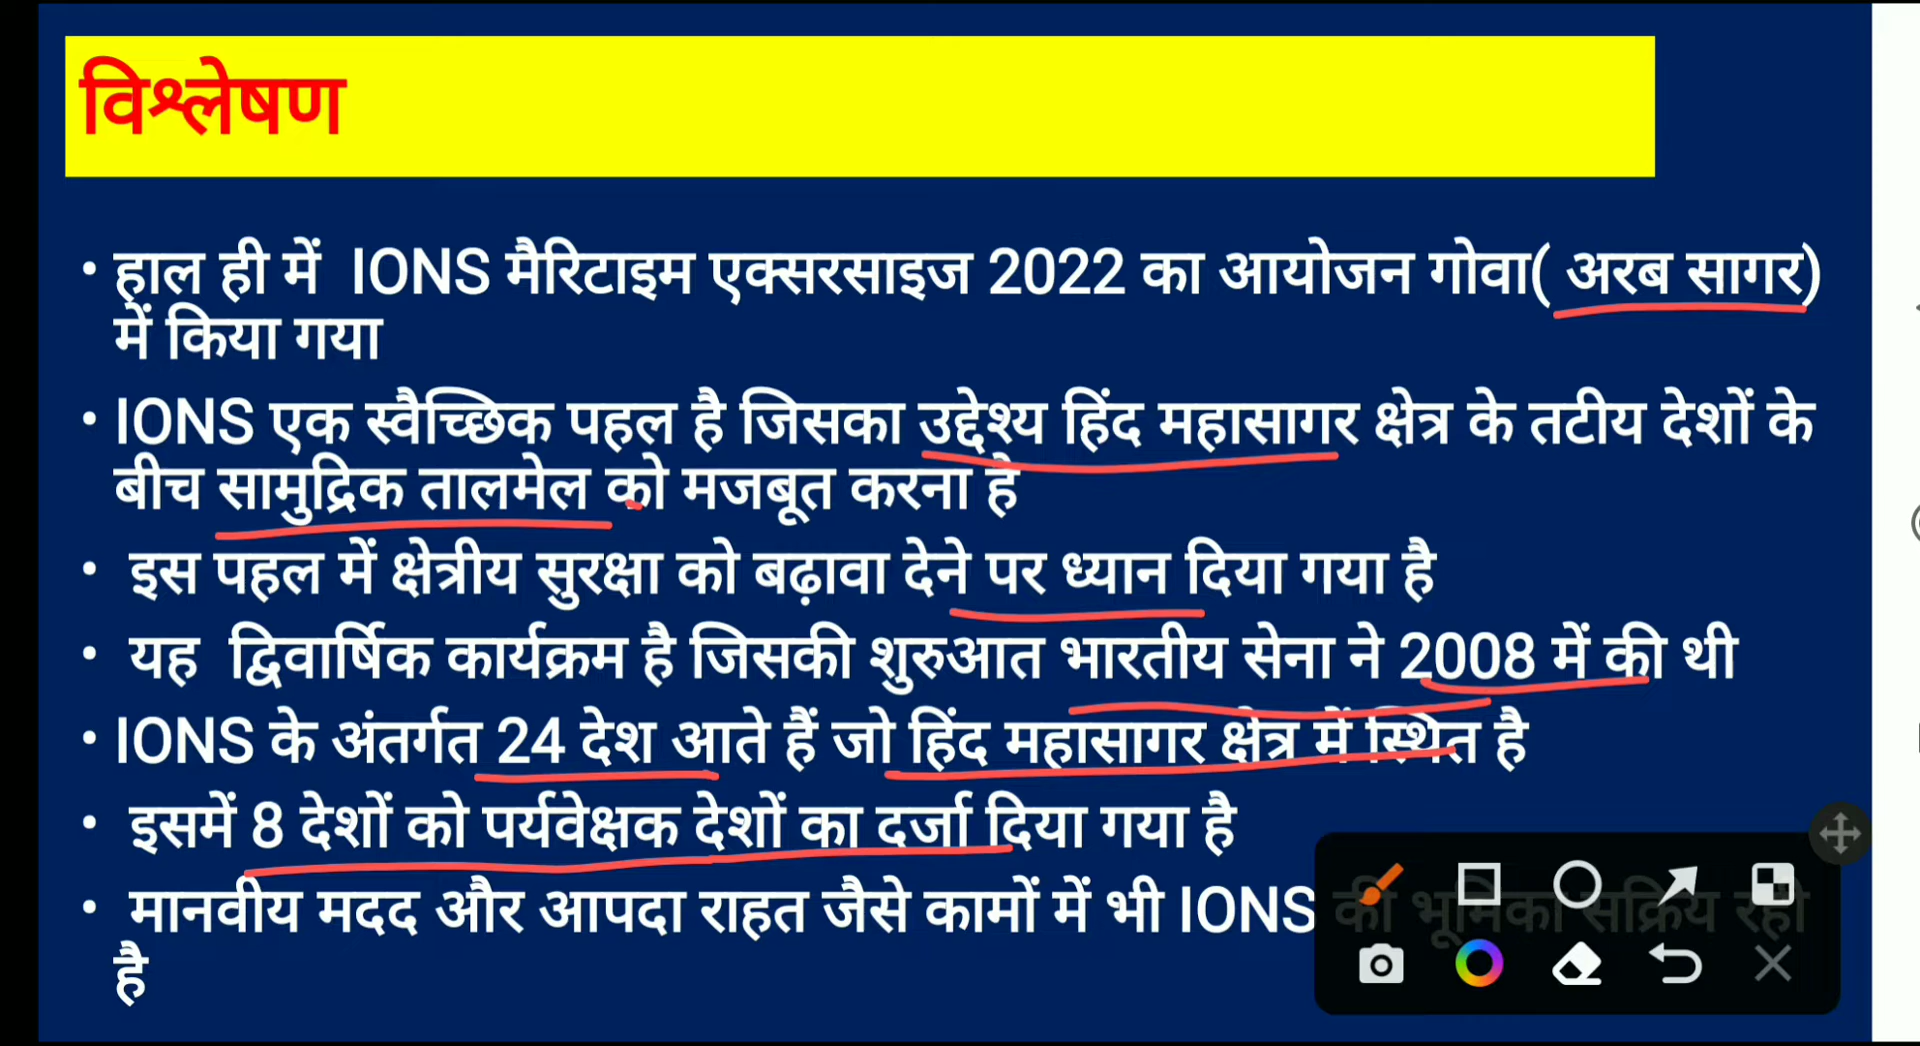 विश्लेषण
• हाल ही में IONS मैरिटाइम एक्सरसाइज 2022 का आयोजन गोवा( अरब सागर)
में किया गया
• IONS एक स्वैच्छिक पहल है जिसका उद्देश्य हिंद महासागर क्षेत्र के तटीय देशों के
बीच सामुद्रिक तालमेल को मजबूत करना है
• इस पहल में क्षेत्रीय सुरक्षा को बढ़ावा देने पर ध्यान दिया गया है
• यह द्विवार्षिक कार्यक्रम है जिसकी शुरुआत भारतीय सेना ने 2008 में की थी
• IONS के अंतर्गत 24 देश आते हैं जो हिंद महासागर क्षेत्र में स्थित है
• इसमें 8 देशों को पर्यवेक्षक देशों का दर्जा दिया गया है
• मानवीय मदद और आपदा राहत जैसे कामों में भी IONS की भूमिका सक्रिय रही
है